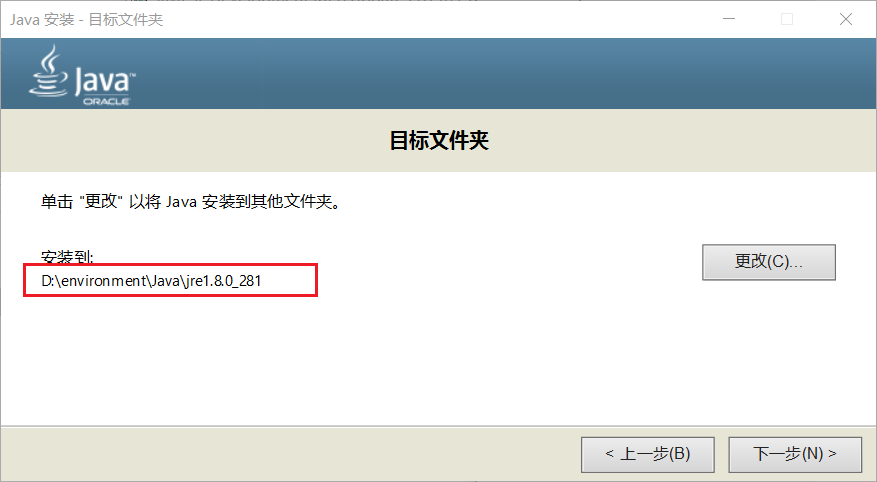 Java 安装 - 目标文件夹
Java™
ORACLE
目标文件夹
单击 "更改" 以将 Java 安装到其他文件夹。
安装到:
D:\environment\Java\jre1.8.0_281
更改(C)...
< 上一步(B)
下一步(N) >